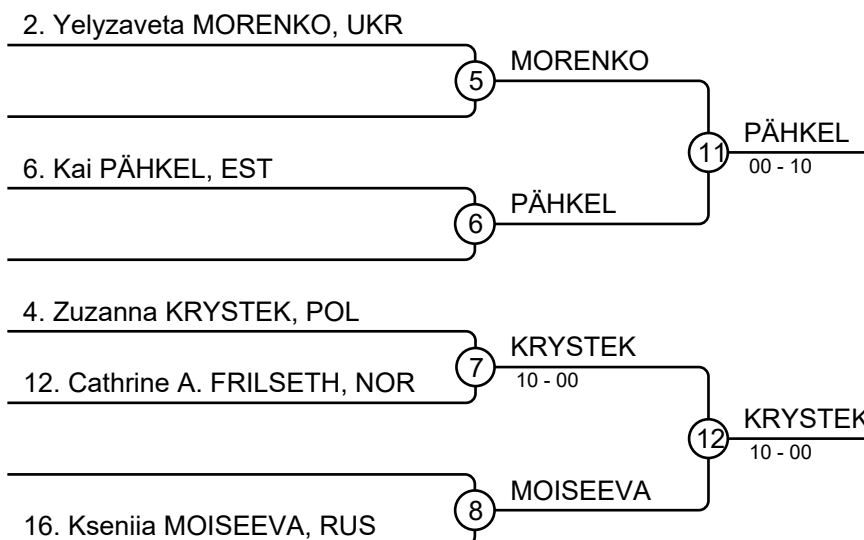 2. Yelyzaveta MORENKO, UKR
5
MORENKO
11
PÄHKEL
00 - 10
6. Kai PÄHKEL, EST
6
PÄHKEL
4. Zuzanna KRYSTEK, POL
7
KRYSTEK
10 - 00
12. Cathrine A. FRILSETH, NOR
12
KRYSTEK
10 - 00
8
MOISEEVA
16. Kseniia MOISEEVA, RUS